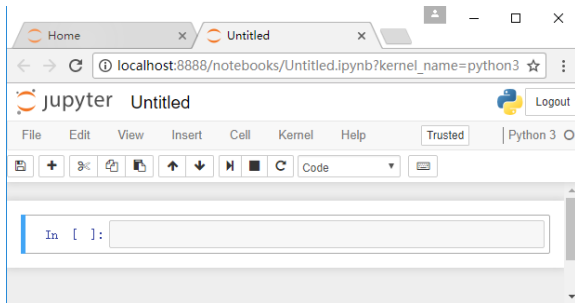 Home
Untitled
localhost:8888/notebooks/Untitled.ipynb?kernel_name=python3
jupyter Untitled
Logout
File Edit View Insert Cell Kernel Help Trusted Python 3
Code
In [ ]: